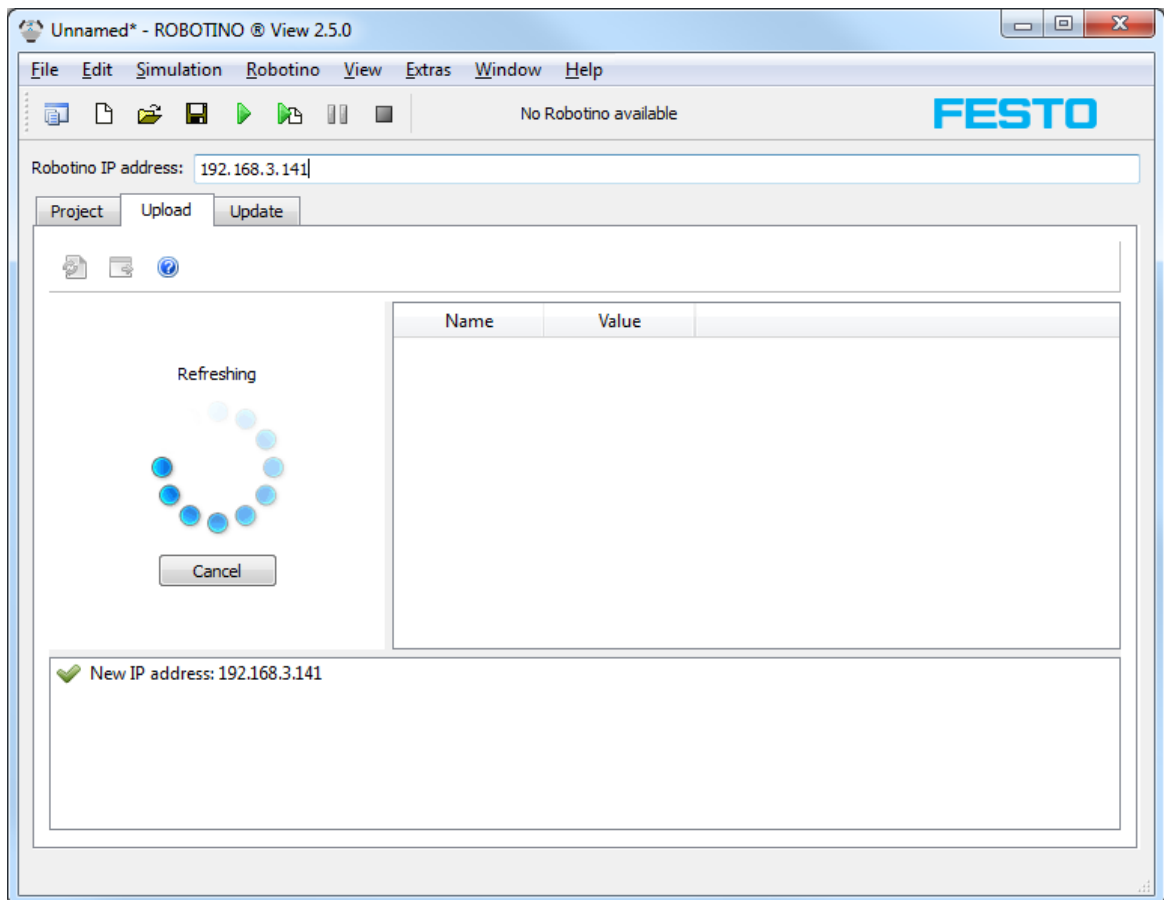 Unnamed* - ROBOTINO ® View 2.5.0
File Edit Simulation Robotino View Extras Window Help
No Robotino available
FESTO
Robotino IP address: 192.168.3.141
Project Upload Update
Name Value
Refreshing
Cancel
New IP address: 192.168.3.141